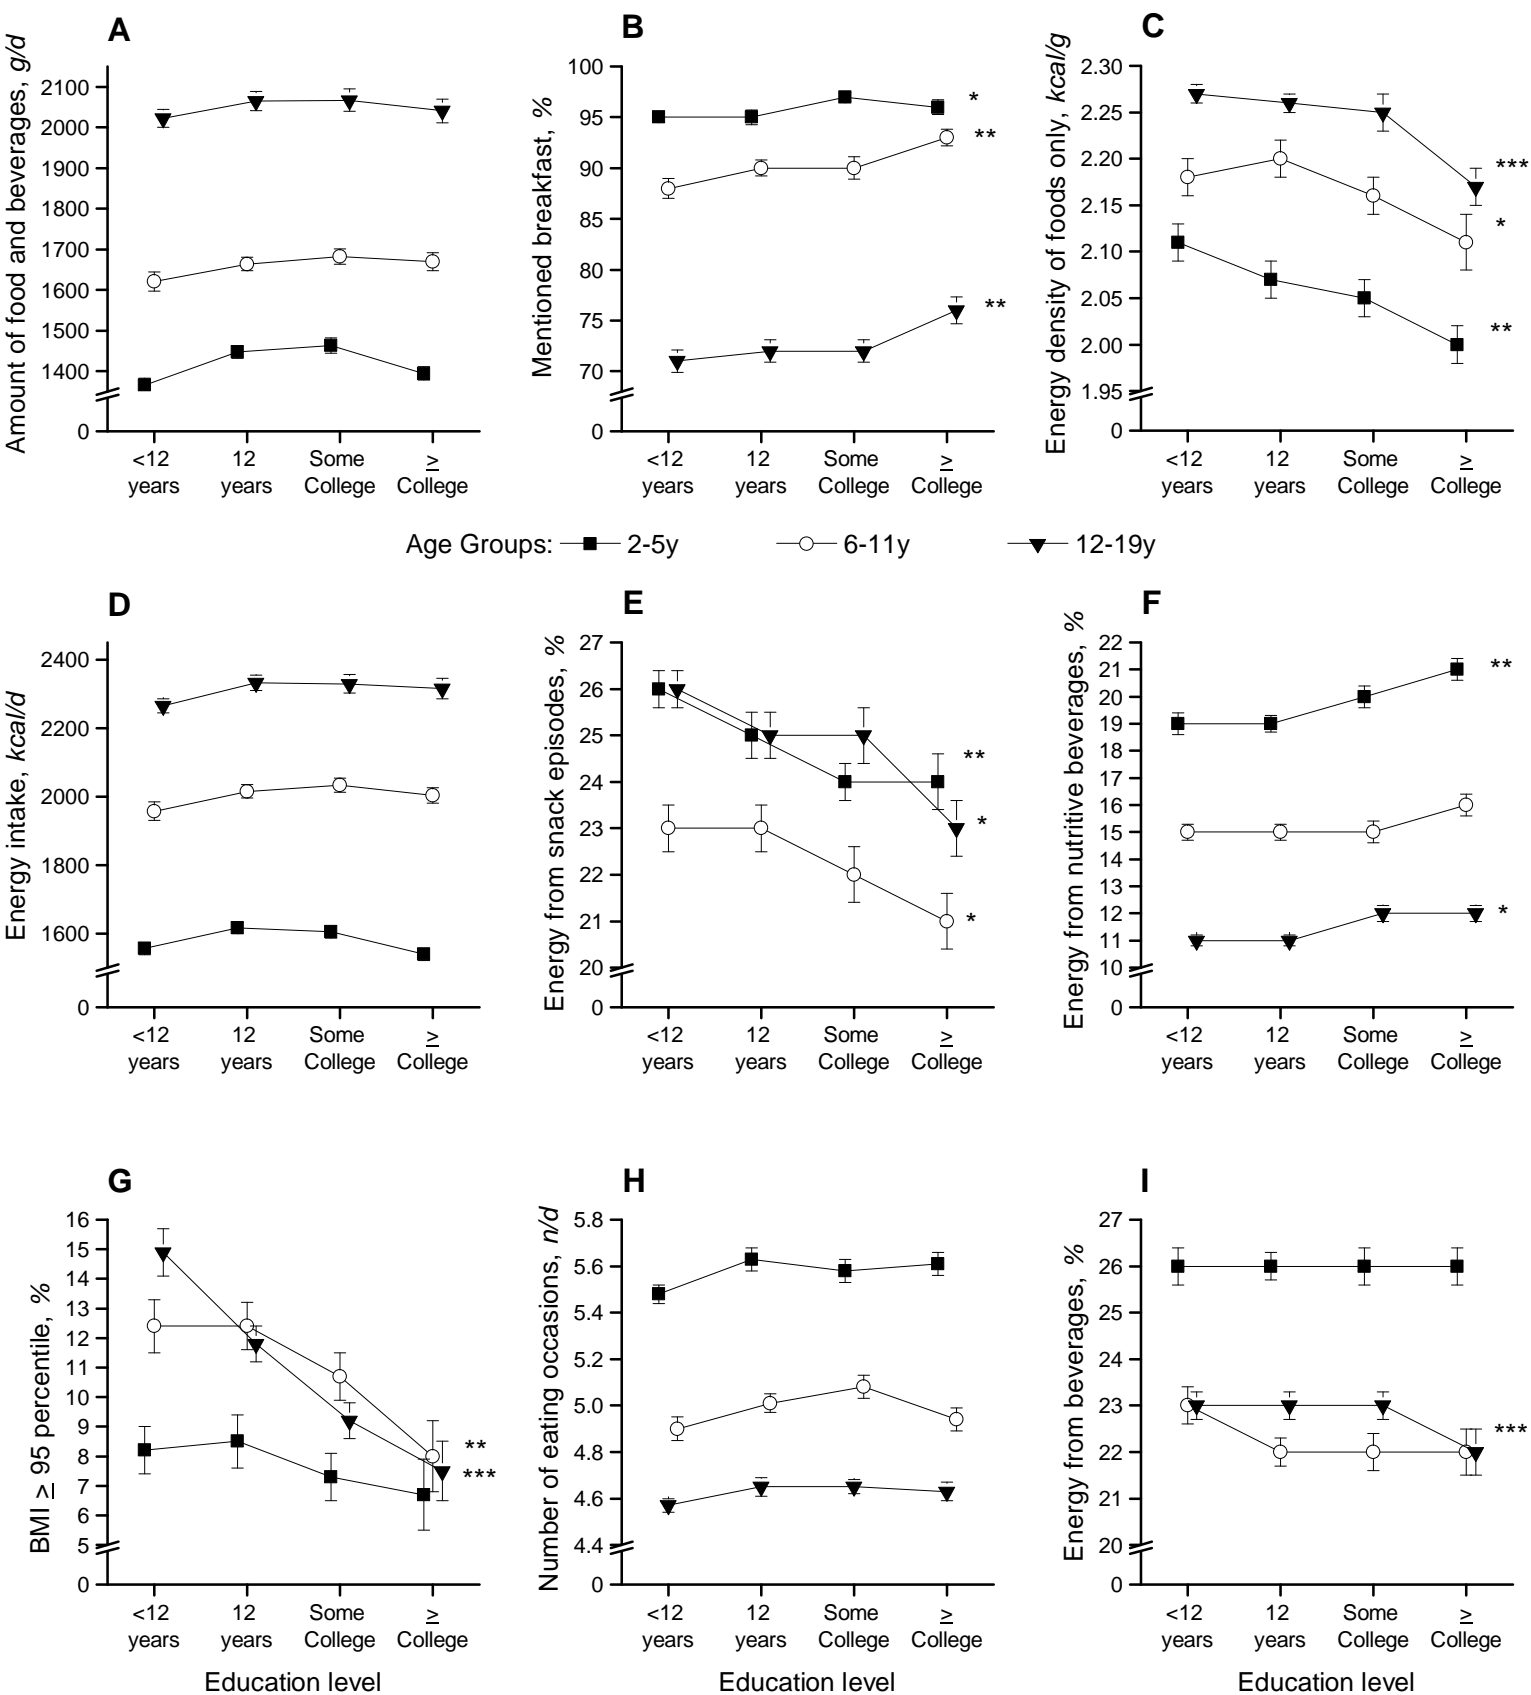 A
Amount of food and beverages, g/d
2100
2000
1900
1800
1700
1600
1500
1400
0
<12 years
12 years
Some College
≥ College
B
Mentioned breakfast, %
100
95
90
85
80
75
70
0
*
**
**
<12 years
12 years
Some College
≥ College
C
Energy density of foods only, kcal/g
2.30
2.25
2.20
2.15
2.10
2.05
2.00
1.95
0
***
*
**
<12 years
12 years
Some College
≥ College
Age Groups: 2-5y 6-11y 12-19y
D
Energy intake, kcal/d
2400
2200
2000
1800
1600
0
<12 years
12 years
Some College
≥ College
E
Energy from snack episodes, %
27
26
25
24
23
22
21
20
0
**
*
*
<12 years
12 years
Some College
≥ College
F
Energy from nutritive beverages, %
22
21
20
19
18
17
16
15
14
13
12
11
10
0
**
*
<12 years
12 years
Some College
≥ College
G
BMI ≥ 95 percentile, %
16
15
14
13
12
11
10
9
8
7
6
5
0
**
***
<12 years
12 years
Some College
≥ College
Education level
H
Number of eating occasions, n/d
5.8
5.6
5.4
5.2
5.0
4.8
4.6
4.4
0
<12 years
12 years
Some College
≥ College
Education level
I
Energy from beverages, %
27
26
25
24
23
22
21
20
0
***
<12 years
12 years
Some College
≥ College
Education level